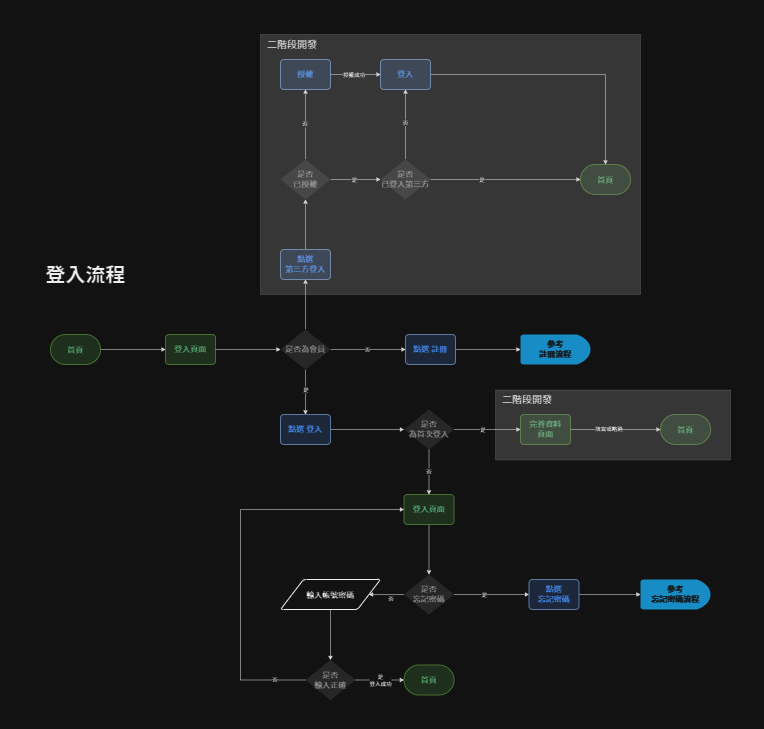 二階段開發
授權
授權成功
登入
否
否
是否
已授權
是
是否
已登入第三方
是
首頁
點選
第三方登入
登入流程
首頁
登入頁面
是否為會員
否
點選 註冊
參考
註冊流程
是
二階段開發
點選 登入
是否
為首次登入
是
完善資料
頁面
首頁
否
登入頁面
輸入帳號密碼
否
是否
忘記密碼
是
點選
忘記密碼
參考
忘記密碼流程
否
是否
輸入正確
是
登入成功
首頁